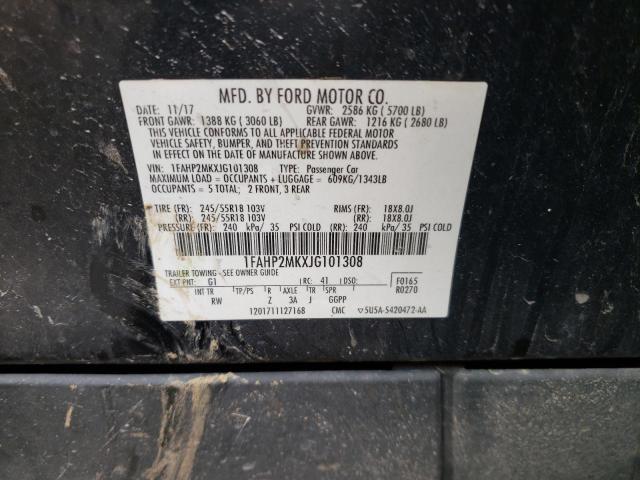 MFD. BY FORD MOTOR CO.
DATE: 11/17 GVWR: 2586 KG ( 5700 LB)
FRONT GAWR: 1388 KG ( 3060 LB) REAR GAWR: 1216 KG ( 2680 LB)
THIS VEHICLE CONFORMS TO ALL APPLICABLE FEDERAL MOTOR
VEHICLE SAFETY, BUMPER, AND THEFT PREVENTION STANDARDS
IN EFFECT ON THE DATE OF MANUFACTURE SHOWN ABOVE.
VIN: 1FAHP2MKXJG101308 TYPE: Passenger Car
MAXIMUM LOAD = OCCUPANTS + LUGGAGE = 609KG/1343LB
OCCUPANTS = 5 TOTAL; 2 FRONT, 3 REAR
TIRE (FR): 245/55R18 103V RIMS (FR): 18X8.0J
(RR): 245/55R18 103V (RR): 18X8.0J
PRESSURE (FR): 240 kPa/ 35 PSI COLD (RR): 240 kPa/ 35 PSI COLD
1FAHP2MKXJG101308
TRAILER TOWING - SEE OWNER GUIDE
EXT PNT: G1 RC: 41 DSO: F0165
INT TR TP/PS R AXLE TR SPR R0270
RW Z 3A J GGPP
1201711127168 CMC ▽5U5A-5420472-AA